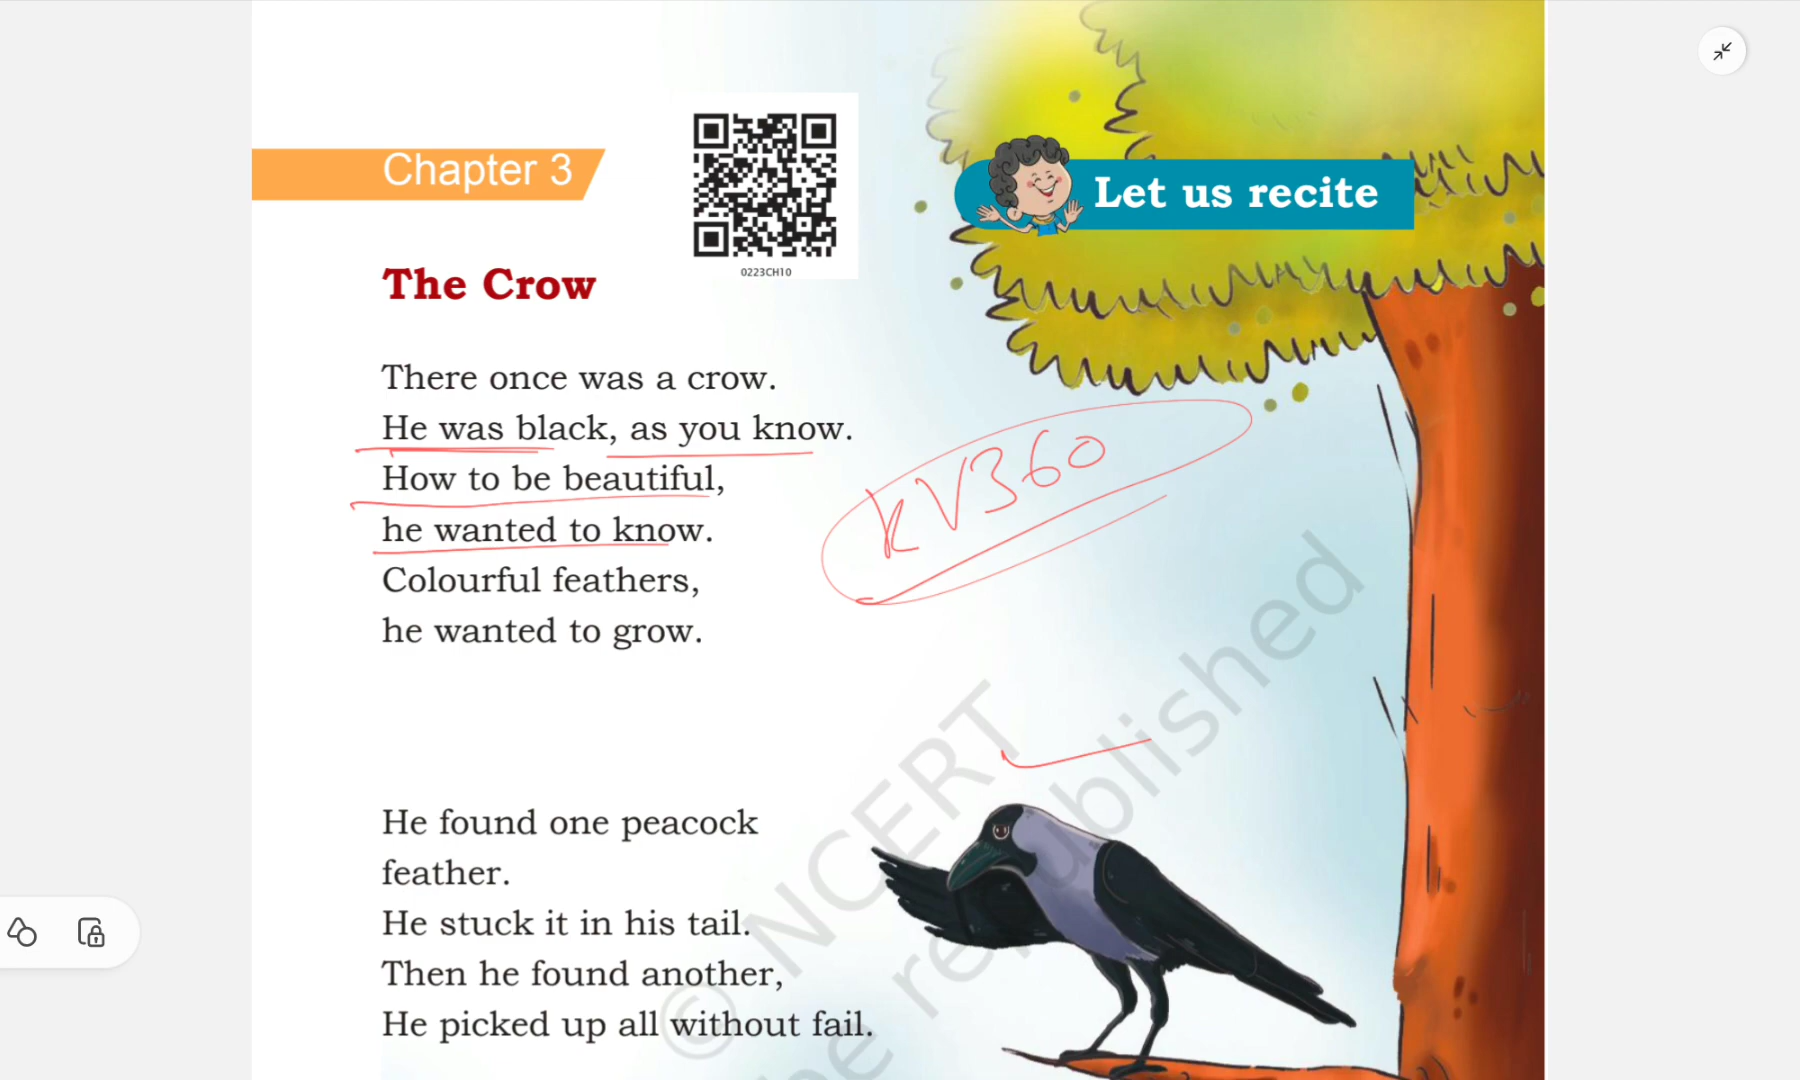 Chapter 3
0223CH10
Let us recite
The Crow
There once was a crow.
He was black, as you know.
How to be beautiful,
he wanted to know.
Colourful feathers,
he wanted to grow.
KV360
He found one peacock
feather.
He stuck it in his tail.
Then he found another,
He picked up all without fail.
© NCERT
be republished